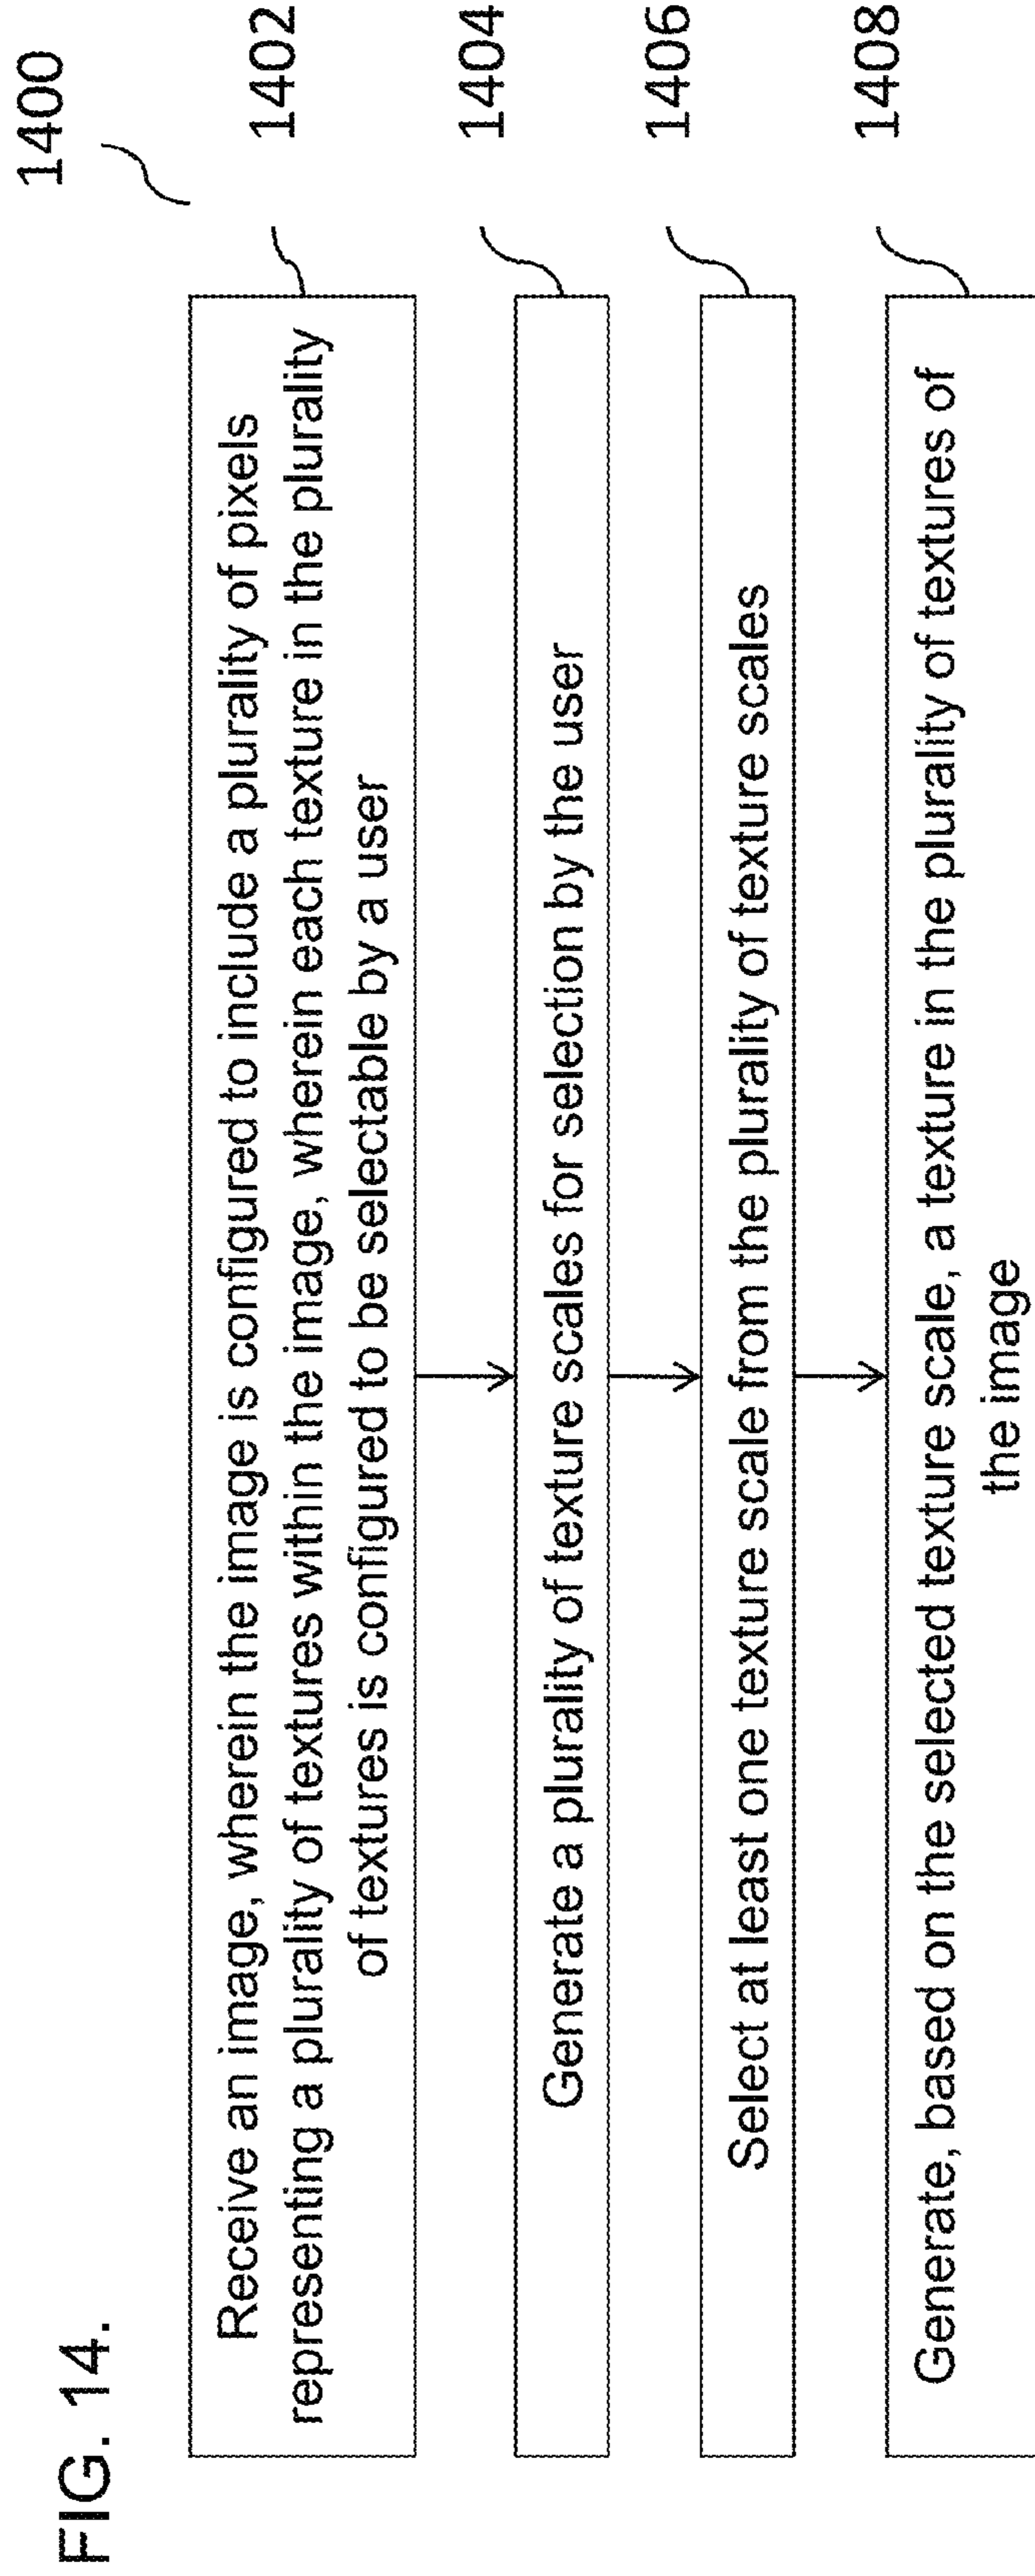 FIG. 14.
1400
Receive an image, wherein the image is configured to include a plurality of pixels
representing a plurality of textures within the image, wherein each texture in the plurality
of textures is configured to be selectable by a user
1402
Generate a plurality of texture scales for selection by the user
1404
Select at least one texture scale from the plurality of texture scales
1406
Generate, based on the selected texture scale, a texture in the plurality of textures of
the image
1408